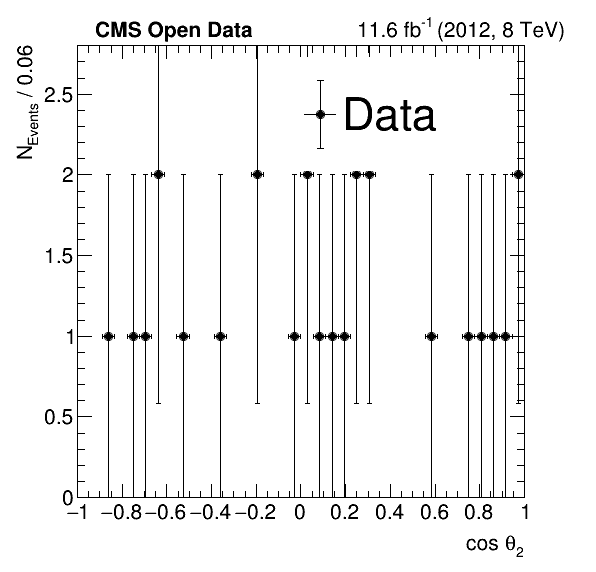 CMS Open Data 11.6 fb⁻¹ (2012, 8 TeV)
N_Events / 0.06
Data
2.5
2
1.5
1
0.5
0
−1 −0.8 −0.6 −0.4 −0.2 0 0.2 0.4 0.6 0.8 1
cos θ₂